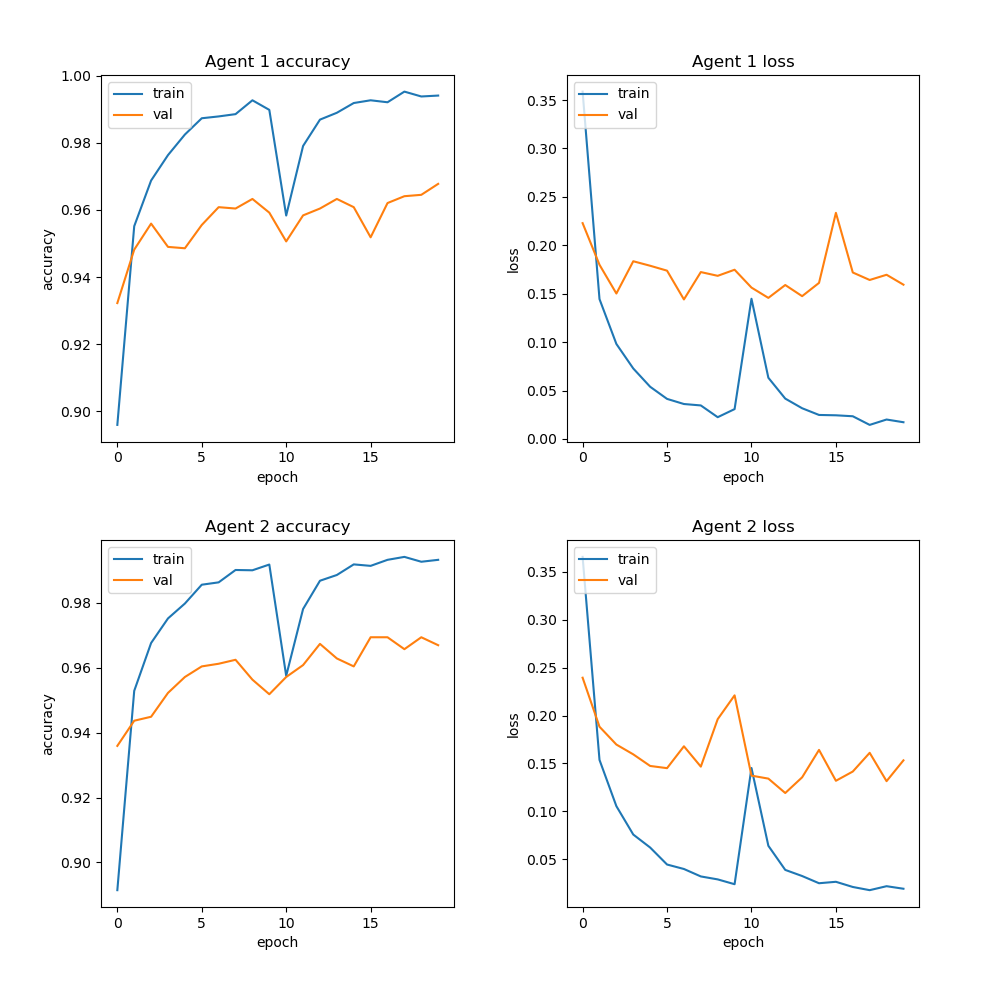 Agent 1 accuracy
1.00
0.98
0.96
0.94
0.92
0.90
accuracy
train
val
0 5 10 15
epoch
Agent 1 loss
0.35
0.30
0.25
0.20
0.15
0.10
0.05
0.00
loss
train
val
0 5 10 15
epoch
Agent 2 accuracy
0.98
0.96
0.94
0.92
0.90
accuracy
train
val
0 5 10 15
epoch
Agent 2 loss
0.35
0.30
0.25
0.20
0.15
0.10
0.05
loss
train
val
0 5 10 15
epoch